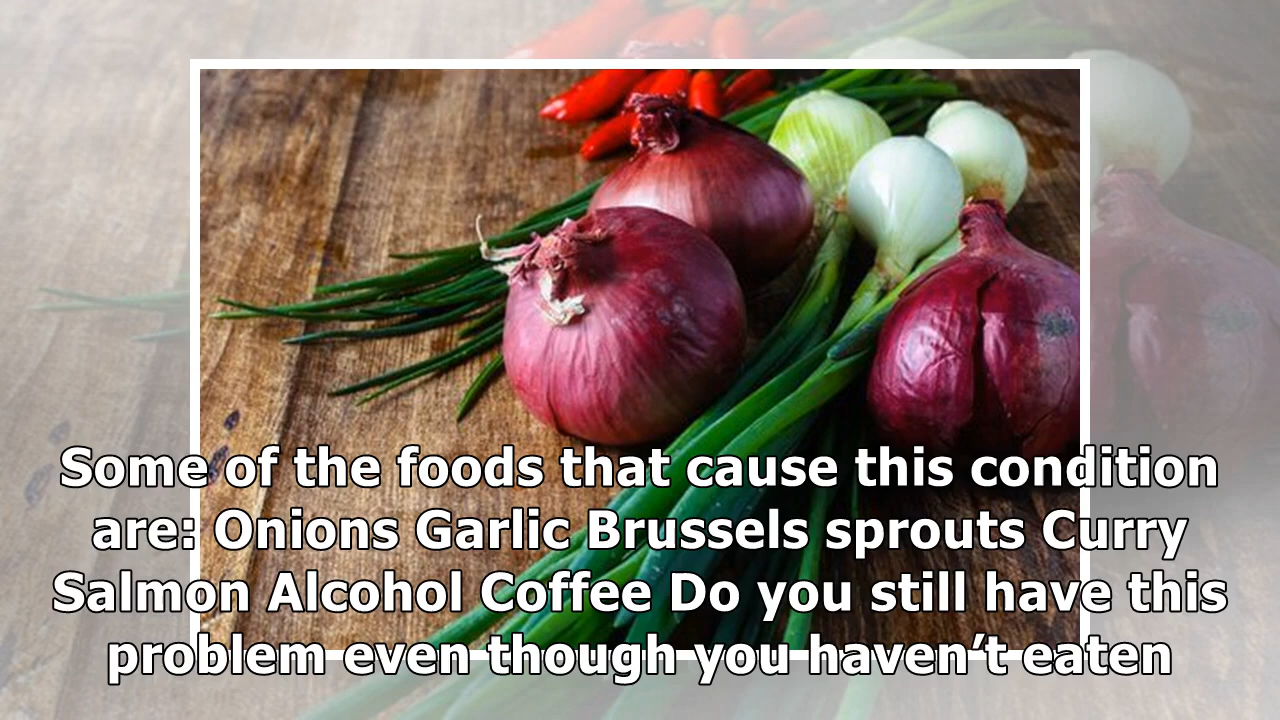 Some of the foods that cause this condition
are: Onions Garlic Brussels sprouts Curry
Salmon Alcohol Coffee Do you still have this
problem even though you haven’t eaten